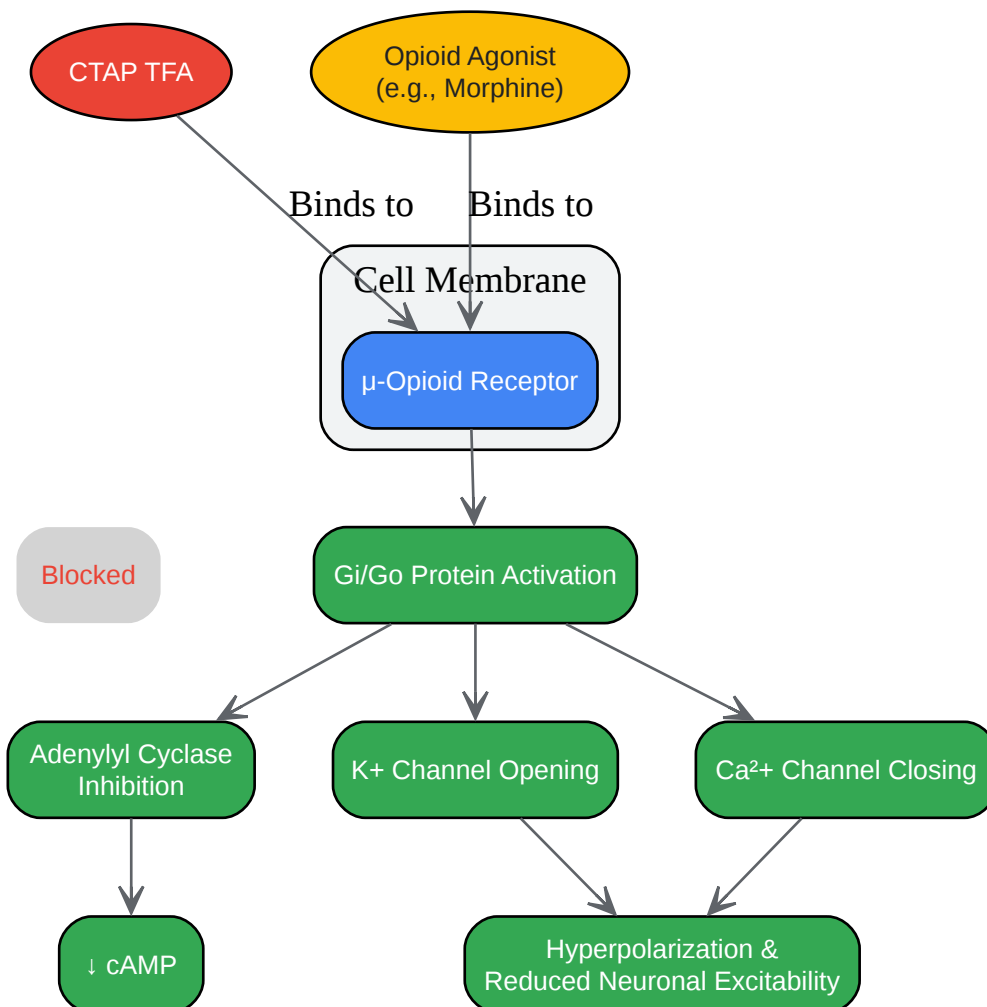 CTAP TFA
Opioid Agonist
(e.g., Morphine)
Binds to
Binds to
Cell Membrane
μ-Opioid Receptor
Blocked
Gi/Go Protein Activation
Adenylyl Cyclase
Inhibition
K+ Channel Opening
Ca²+ Channel Closing
↓ cAMP
Hyperpolarization &
Reduced Neuronal Excitability